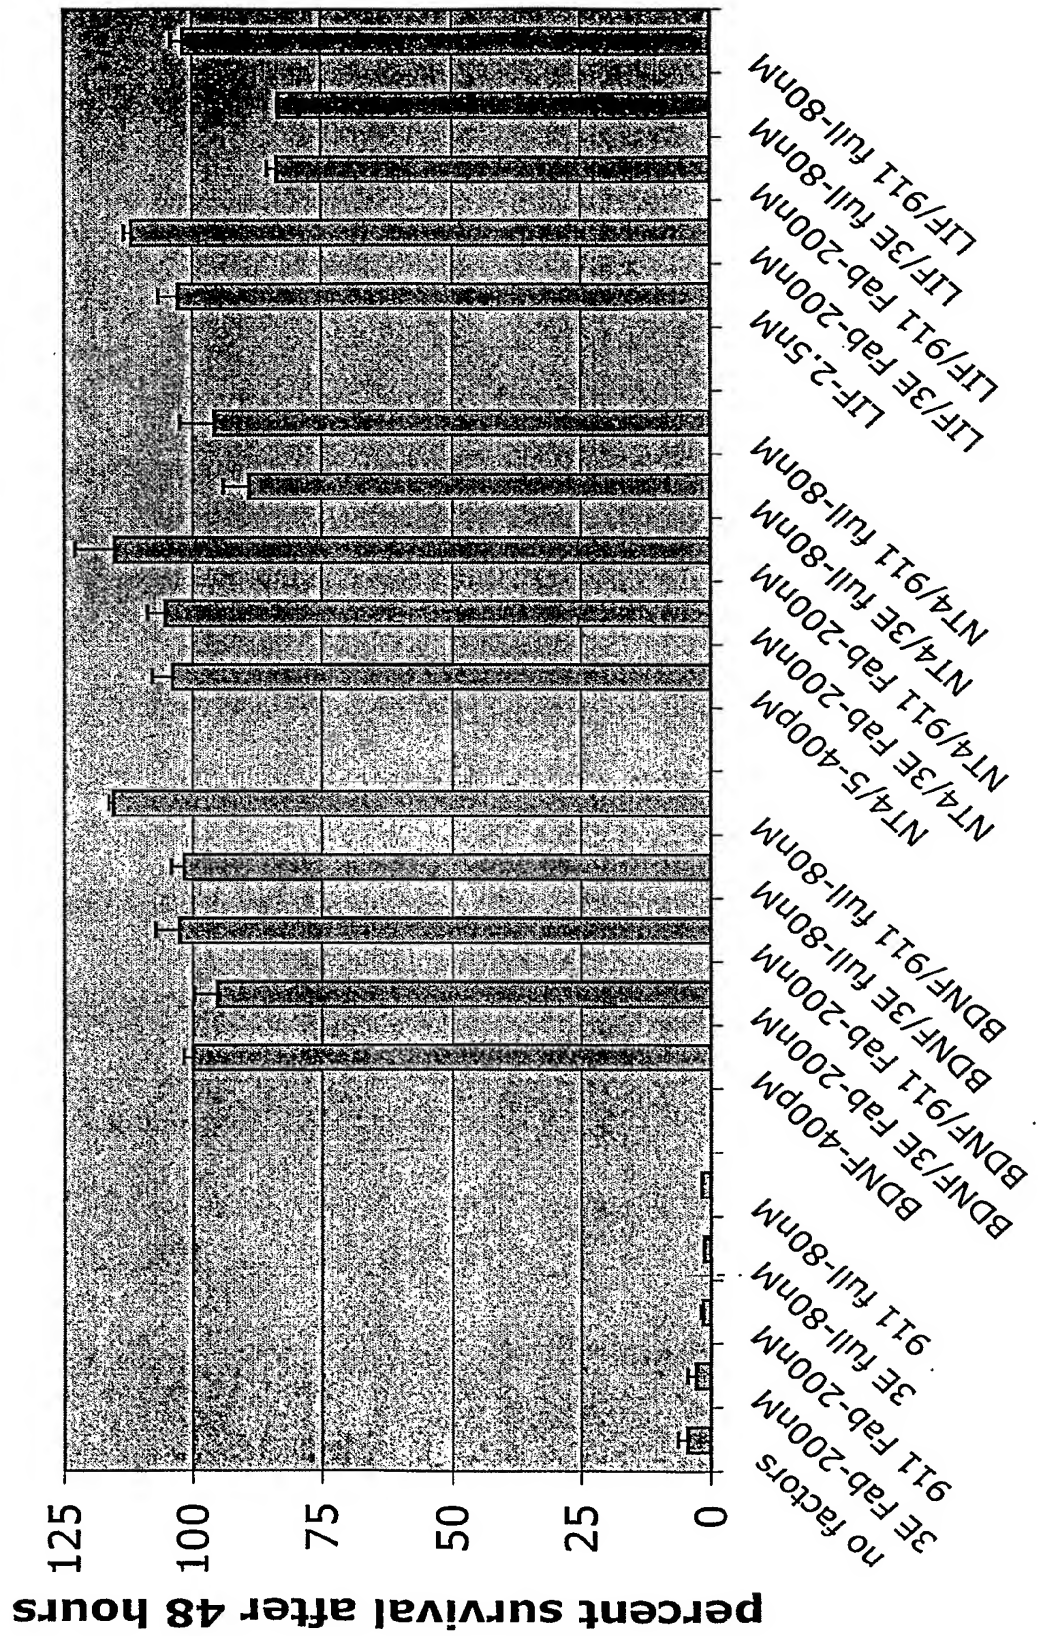 percent survival after 48 hours
125
100
75
50
25
0
no factors
3E Fab-200nM
911 Fab-200nM
3E full-80nM
911 full-80nM
BDNF-400pM
BDNF/3E Fab-200nM
BDNF/911 Fab-200nM
BDNF/3E full-80nM
BDNF/911 full-80nM
NT4/5-400pM
NT4/3E Fab-200nM
NT4/911 Fab-200nM
NT4/3E full-80nM
NT4/911 full-80nM
LIF-2.5nM
LIF/3E Fab-200nM
LIF/911 Fab-200nM
LIF/3E full-80nM
LIF/911 full-80nM